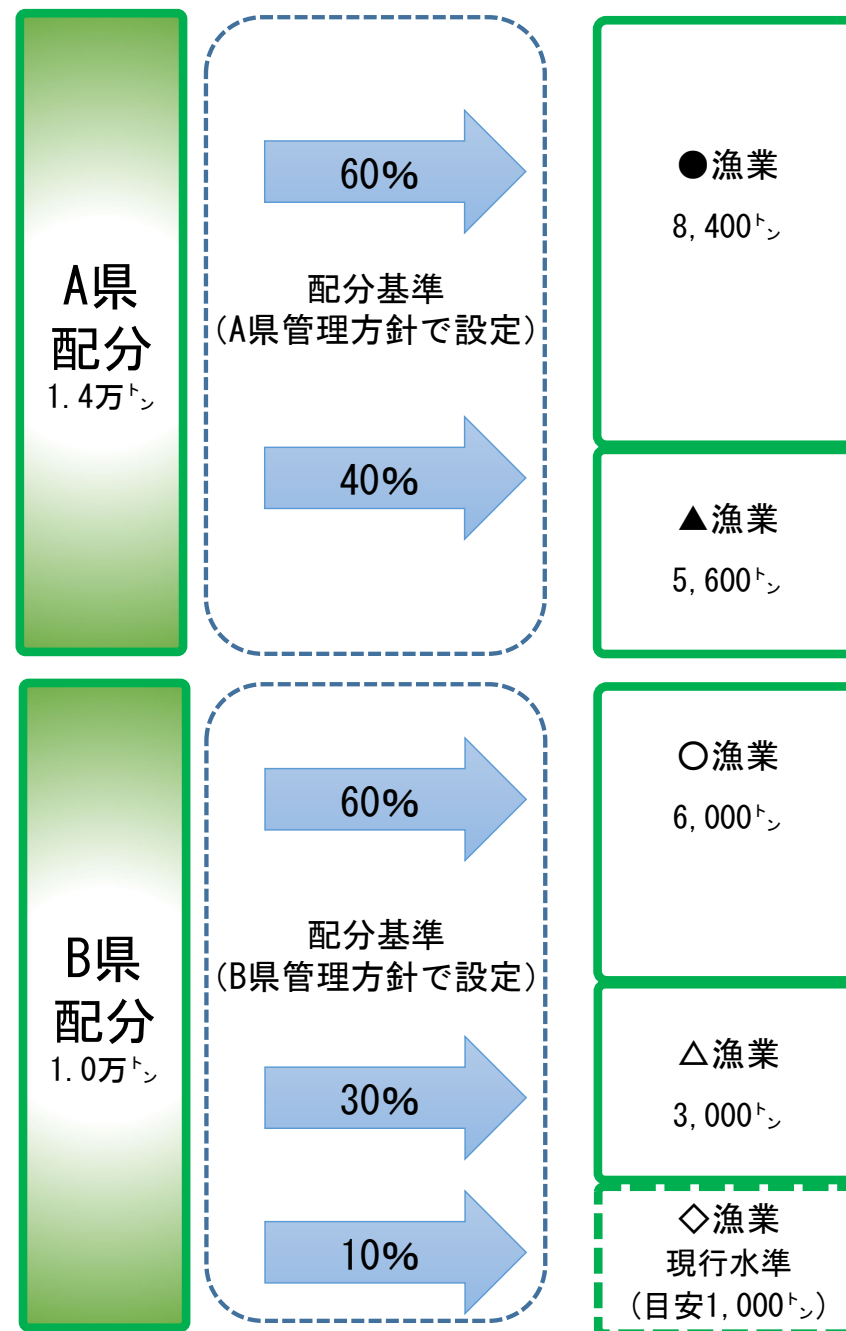 A県
配分
1.4万トン
60%
配分基準
(A県管理方針で設定)
40%
●漁業
8,400トン
▲漁業
5,600トン
B県
配分
1.0万トン
60%
配分基準
(B県管理方針で設定)
30%
10%
○漁業
6,000トン
△漁業
3,000トン
◇漁業
現行水準
(目安1,000トン)